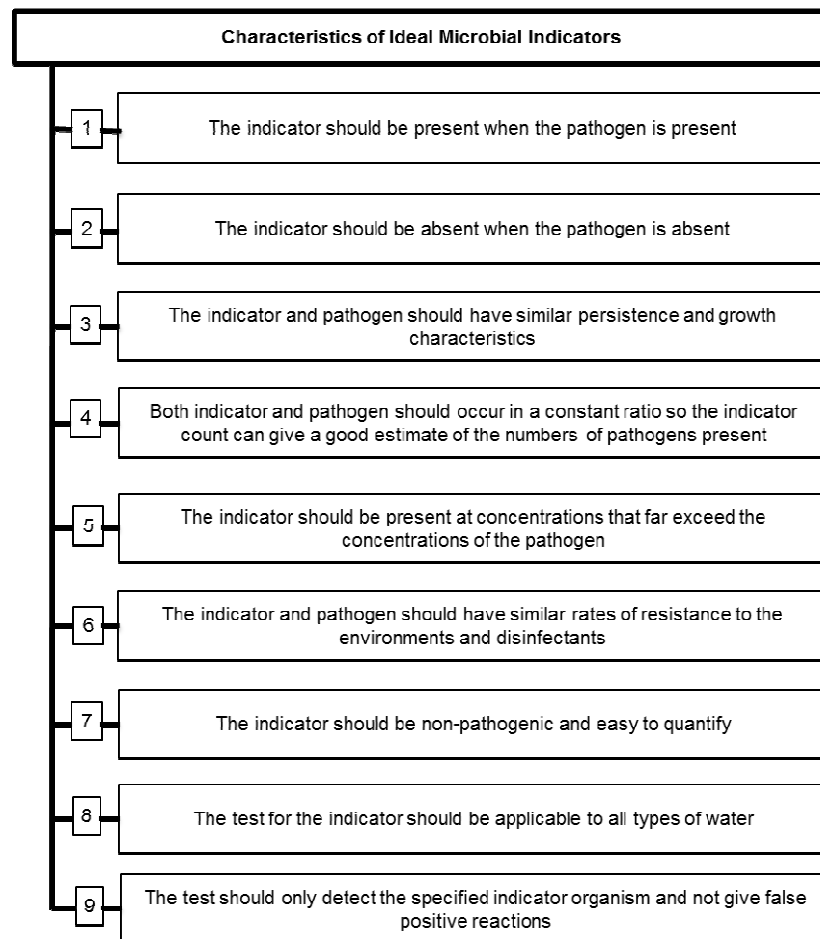 Characteristics of Ideal Microbial Indicators
1
The indicator should be present when the pathogen is present
2
The indicator should be absent when the pathogen is absent
3
The indicator and pathogen should have similar persistence and growth
characteristics
4
Both indicator and pathogen should occur in a constant ratio so the indicator
count can give a good estimate of the numbers of pathogens present
5
The indicator should be present at concentrations that far exceed the
concentrations of the pathogen
6
The indicator and pathogen should have similar rates of resistance to the
environments and disinfectants
7
The indicator should be non-pathogenic and easy to quantify
8
The test for the indicator should be applicable to all types of water
9
The test should only detect the specified indicator organism and not give false
positive reactions